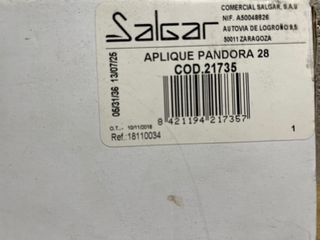 Salgar
COMERCIAL SALGAR, S.A.U
NIF. A50048826
AUTOVIA DE LOGROÑO 9,5
50011 ZARAGOZA
05/31/36 13/07/25
APLIQUE PANDORA 28
COD.21735
8 421194 217357
O.T..- 10/11/2018
Ref.:18110034
1